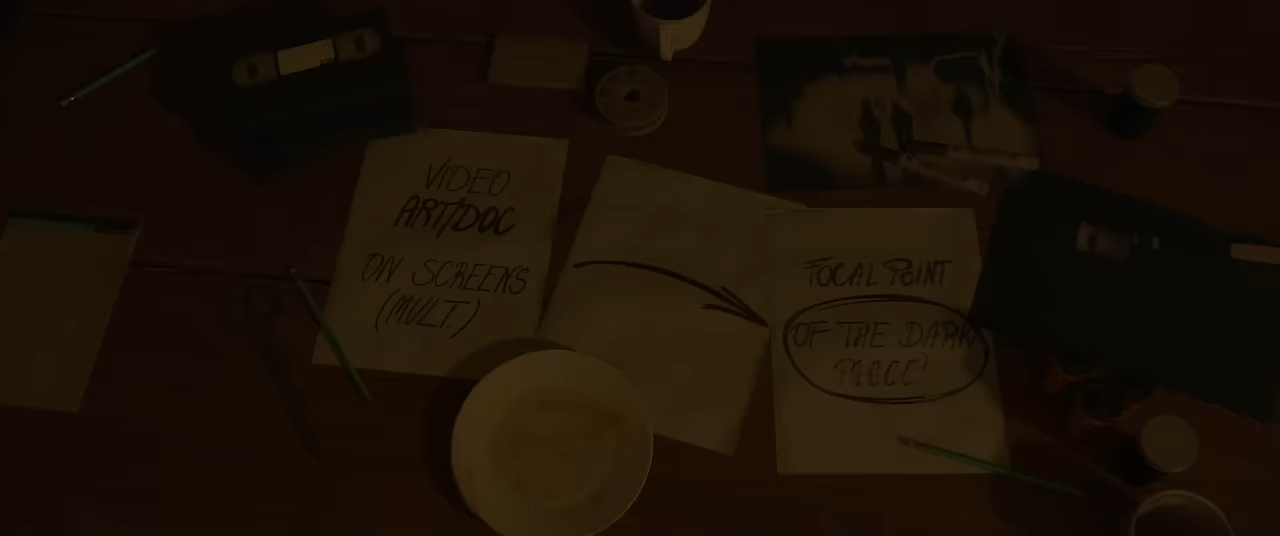 VIDEO
ART/DOC
ON SCREENS
(MULT.)
FOCAL POINT
OF THE DARK